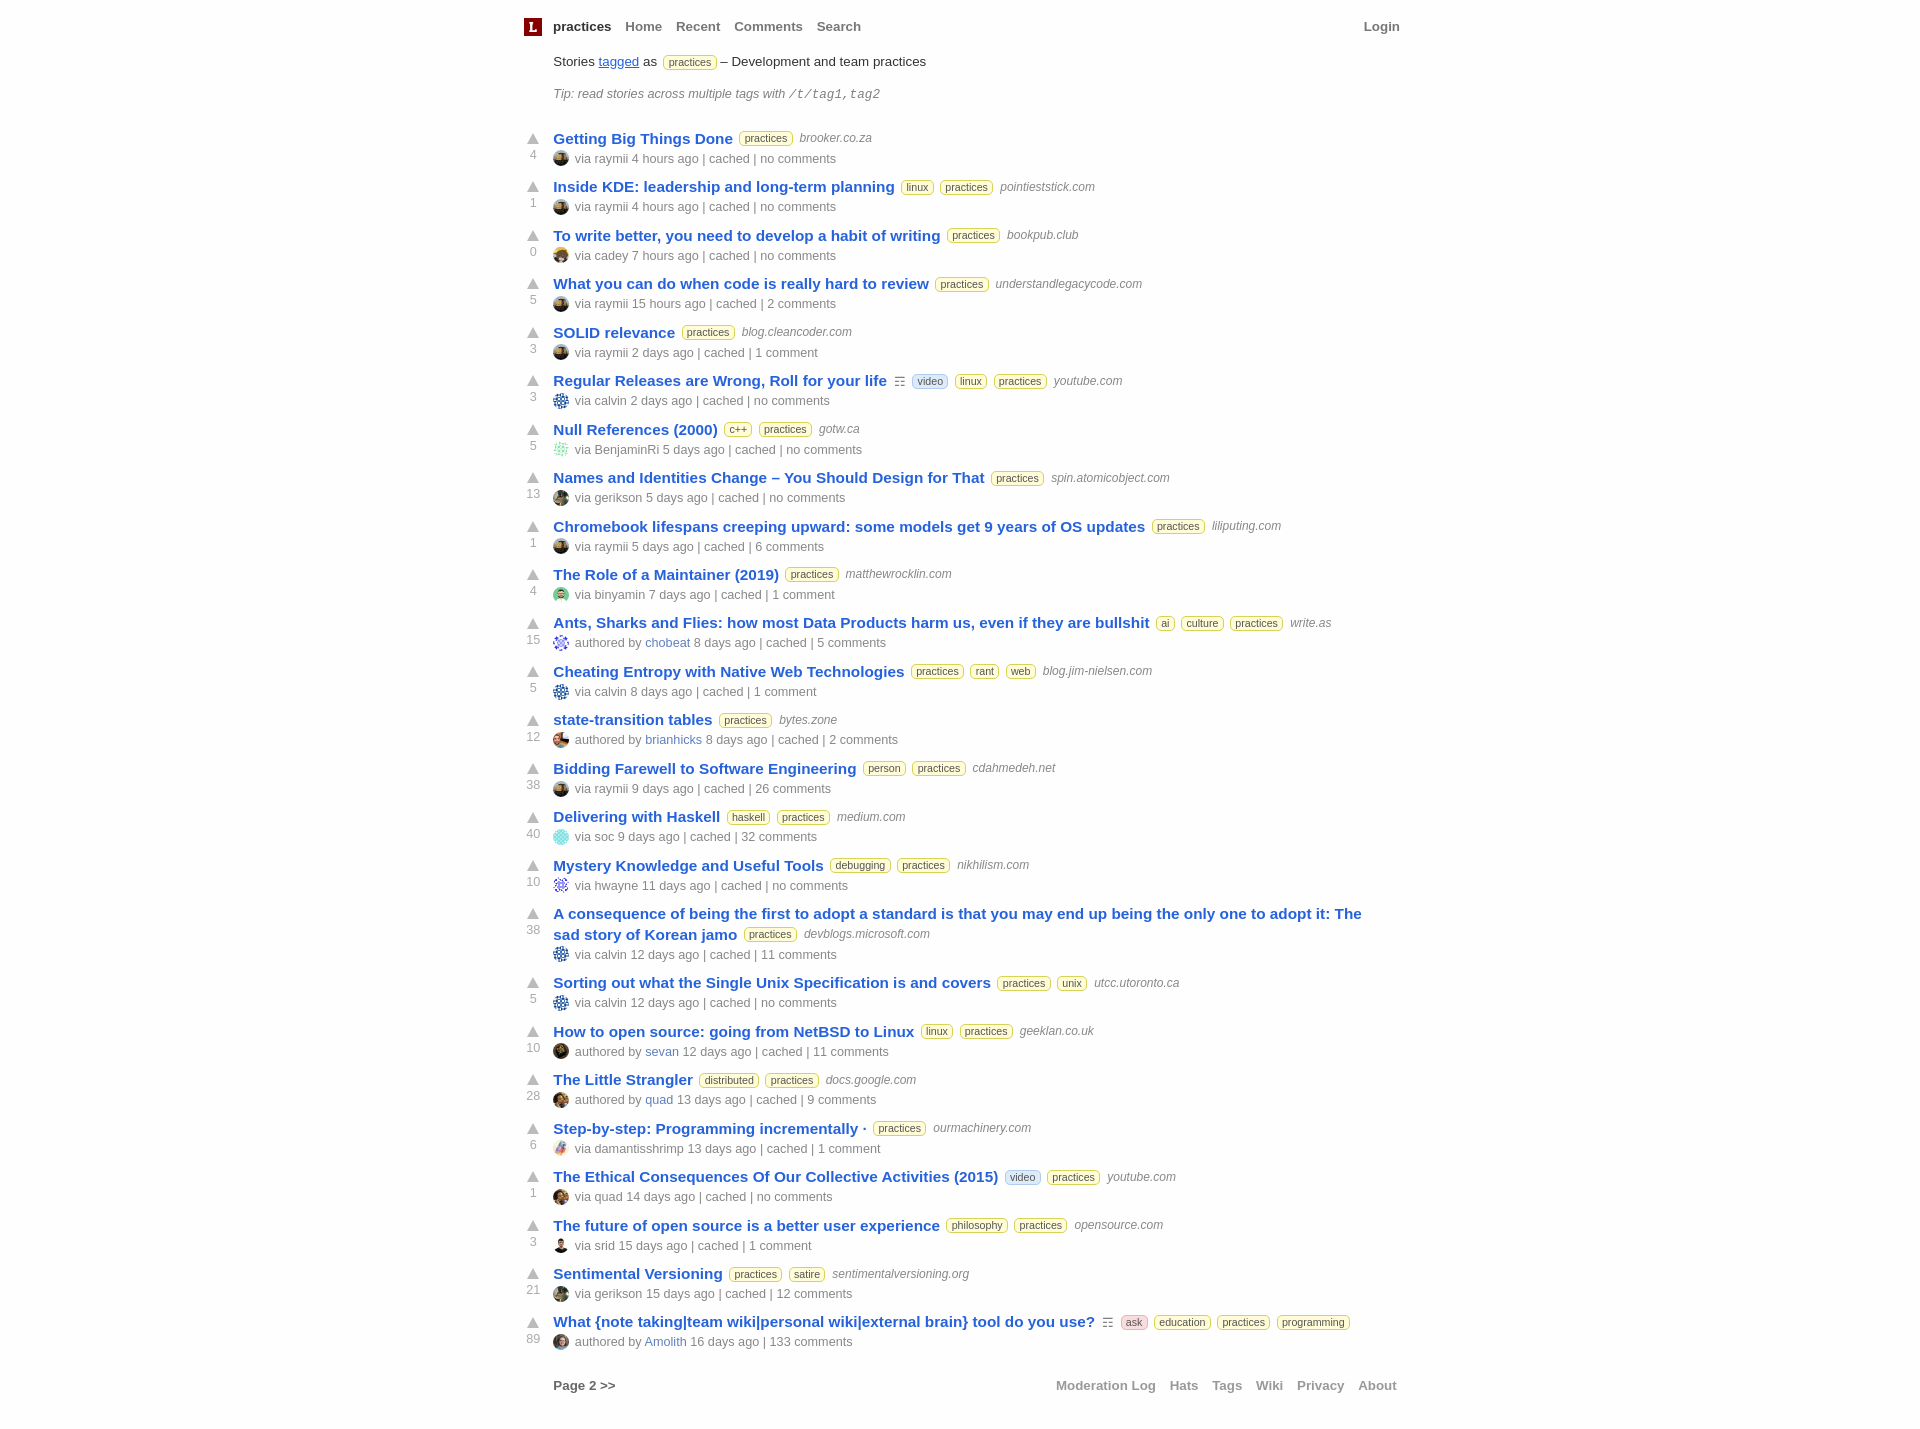 L practices Home Recent Comments Search Login
Stories tagged as practices – Development and team practices
Tip: read stories across multiple tags with /t/tag1,tag2
Getting Big Things Done practices brooker.co.za
4 via raymii 4 hours ago | cached | no comments
Inside KDE: leadership and long-term planning linux practices pointieststick.com
1 via raymii 4 hours ago | cached | no comments
To write better, you need to develop a habit of writing practices bookpub.club
0 via cadey 7 hours ago | cached | no comments
What you can do when code is really hard to review practices understandlegacycode.com
5 via raymii 15 hours ago | cached | 2 comments
SOLID relevance practices blog.cleancoder.com
3 via raymii 2 days ago | cached | 1 comment
Regular Releases are Wrong, Roll for your life ☶ video linux practices youtube.com
3 via calvin 2 days ago | cached | no comments
Null References (2000) c++ practices gotw.ca
5 via BenjaminRi 5 days ago | cached | no comments
Names and Identities Change – You Should Design for That practices spin.atomicobject.com
13 via gerikson 5 days ago | cached | no comments
Chromebook lifespans creeping upward: some models get 9 years of OS updates practices liliputing.com
1 via raymii 5 days ago | cached | 6 comments
The Role of a Maintainer (2019) practices matthewrocklin.com
4 via binyamin 7 days ago | cached | 1 comment
Ants, Sharks and Flies: how most Data Products harm us, even if they are bullshit ai culture practices write.as
15 authored by chobeat 8 days ago | cached | 5 comments
Cheating Entropy with Native Web Technologies practices rant web blog.jim-nielsen.com
5 via calvin 8 days ago | cached | 1 comment
state-transition tables practices bytes.zone
12 authored by brianhicks 8 days ago | cached | 2 comments
Bidding Farewell to Software Engineering person practices cdahmedeh.net
38 via raymii 9 days ago | cached | 26 comments
Delivering with Haskell haskell practices medium.com
40 via soc 9 days ago | cached | 32 comments
Mystery Knowledge and Useful Tools debugging practices nikhilism.com
10 via hwayne 11 days ago | cached | no comments
A consequence of being the first to adopt a standard is that you may end up being the only one to adopt it: The
38 sad story of Korean jamo practices devblogs.microsoft.com
via calvin 12 days ago | cached | 11 comments
Sorting out what the Single Unix Specification is and covers practices unix utcc.utoronto.ca
5 via calvin 12 days ago | cached | no comments
How to open source: going from NetBSD to Linux linux practices geeklan.co.uk
10 authored by sevan 12 days ago | cached | 11 comments
The Little Strangler distributed practices docs.google.com
28 authored by quad 13 days ago | cached | 9 comments
Step-by-step: Programming incrementally · practices ourmachinery.com
6 via damantisshrimp 13 days ago | cached | 1 comment
The Ethical Consequences Of Our Collective Activities (2015) video practices youtube.com
1 via quad 14 days ago | cached | no comments
The future of open source is a better user experience philosophy practices opensource.com
3 via srid 15 days ago | cached | 1 comment
Sentimental Versioning practices satire sentimentalversioning.org
21 via gerikson 15 days ago | cached | 12 comments
What {note taking|team wiki|personal wiki|external brain} tool do you use? ☶ ask education practices programming
89 authored by Amolith 16 days ago | 133 comments
Page 2 >> Moderation Log Hats Tags Wiki Privacy About